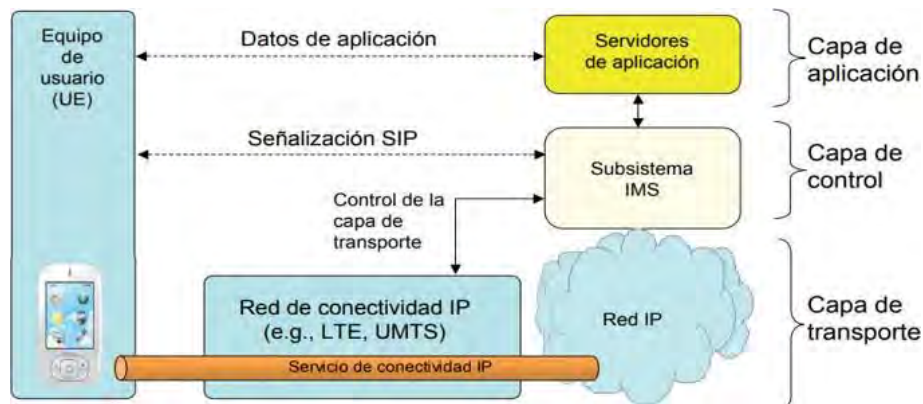 Equipo
de
usuario
(UE)
Datos de aplicación
Servidores
de aplicación
Capa de
aplicación
Señalización SIP
Subsistema
IMS
Capa de
control
Control de la
capa de
transporte
Red de conectividad IP
(e.g., LTE, UMTS)
Red IP
Capa de
transporte
Servicio de conectividad IP